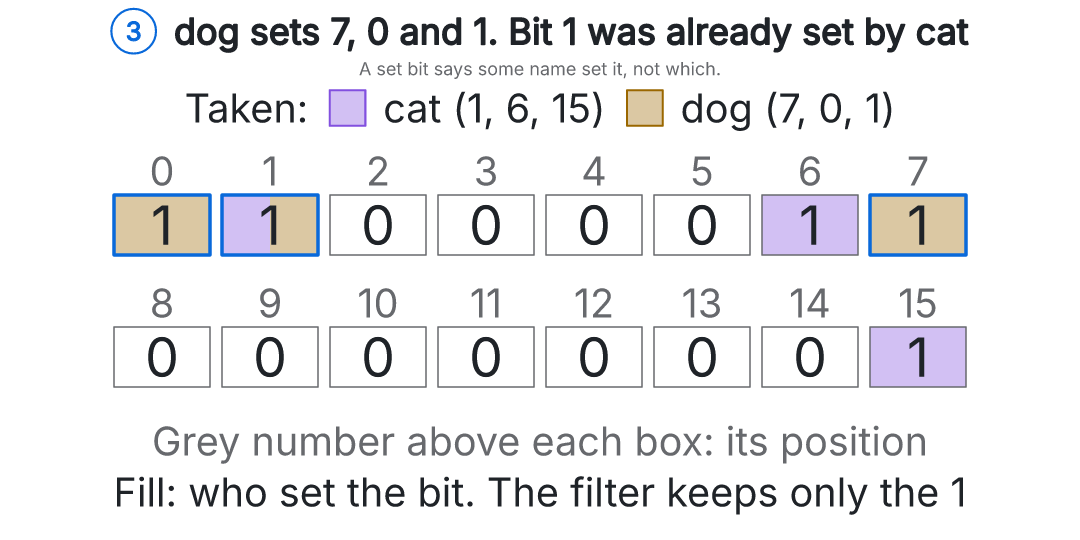 3 dog sets 7, 0 and 1. Bit 1 was already set by cat
A set bit says some name set it, not which.
Taken: cat (1, 6, 15) dog (7, 0, 1)
0 1 2 3 4 5 6 7
1 1 0 0 0 0 1 1
8 9 10 11 12 13 14 15
0 0 0 0 0 0 0 1
Grey number above each box: its position
Fill: who set the bit. The filter keeps only the 1